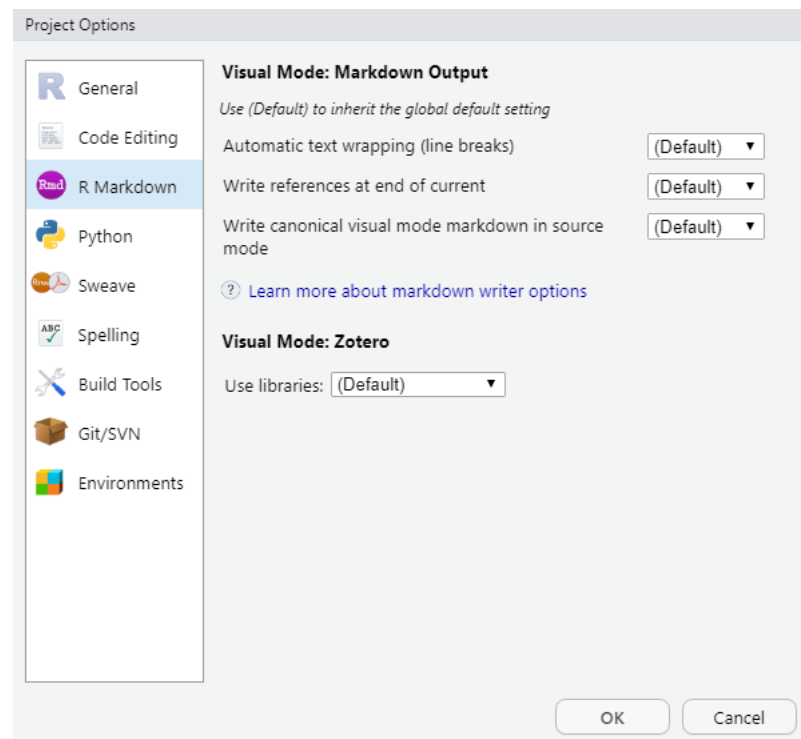 Project Options
General
Code Editing
Rmd R Markdown
Python
Sweave
ABC Spelling
Build Tools
Git/SVN
Environments
Visual Mode: Markdown Output
Use (Default) to inherit the global default setting
Automatic text wrapping (line breaks) (Default)
Write references at end of current (Default)
Write canonical visual mode markdown in source (Default)
mode
? Learn more about markdown writer options
Visual Mode: Zotero
Use libraries: (Default)
OK Cancel